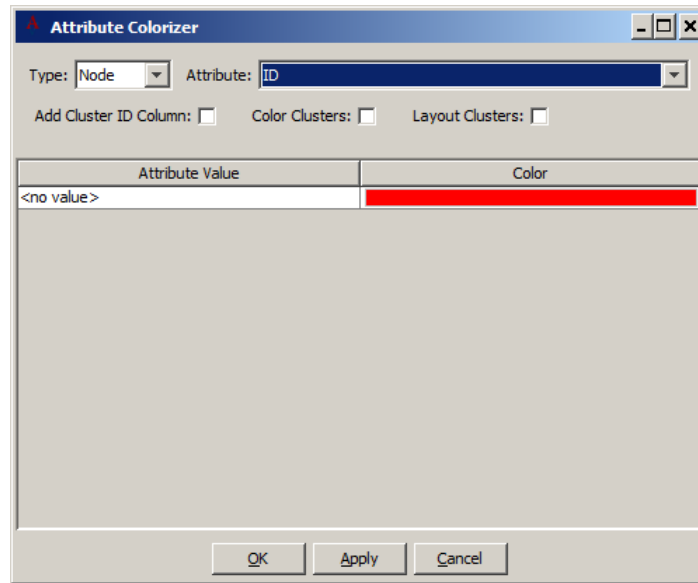 Attribute Colorizer
Type: Node Attribute: ID
Add Cluster ID Column: Color Clusters: Layout Clusters:
Attribute Value Color
<no value>
OK Apply Cancel